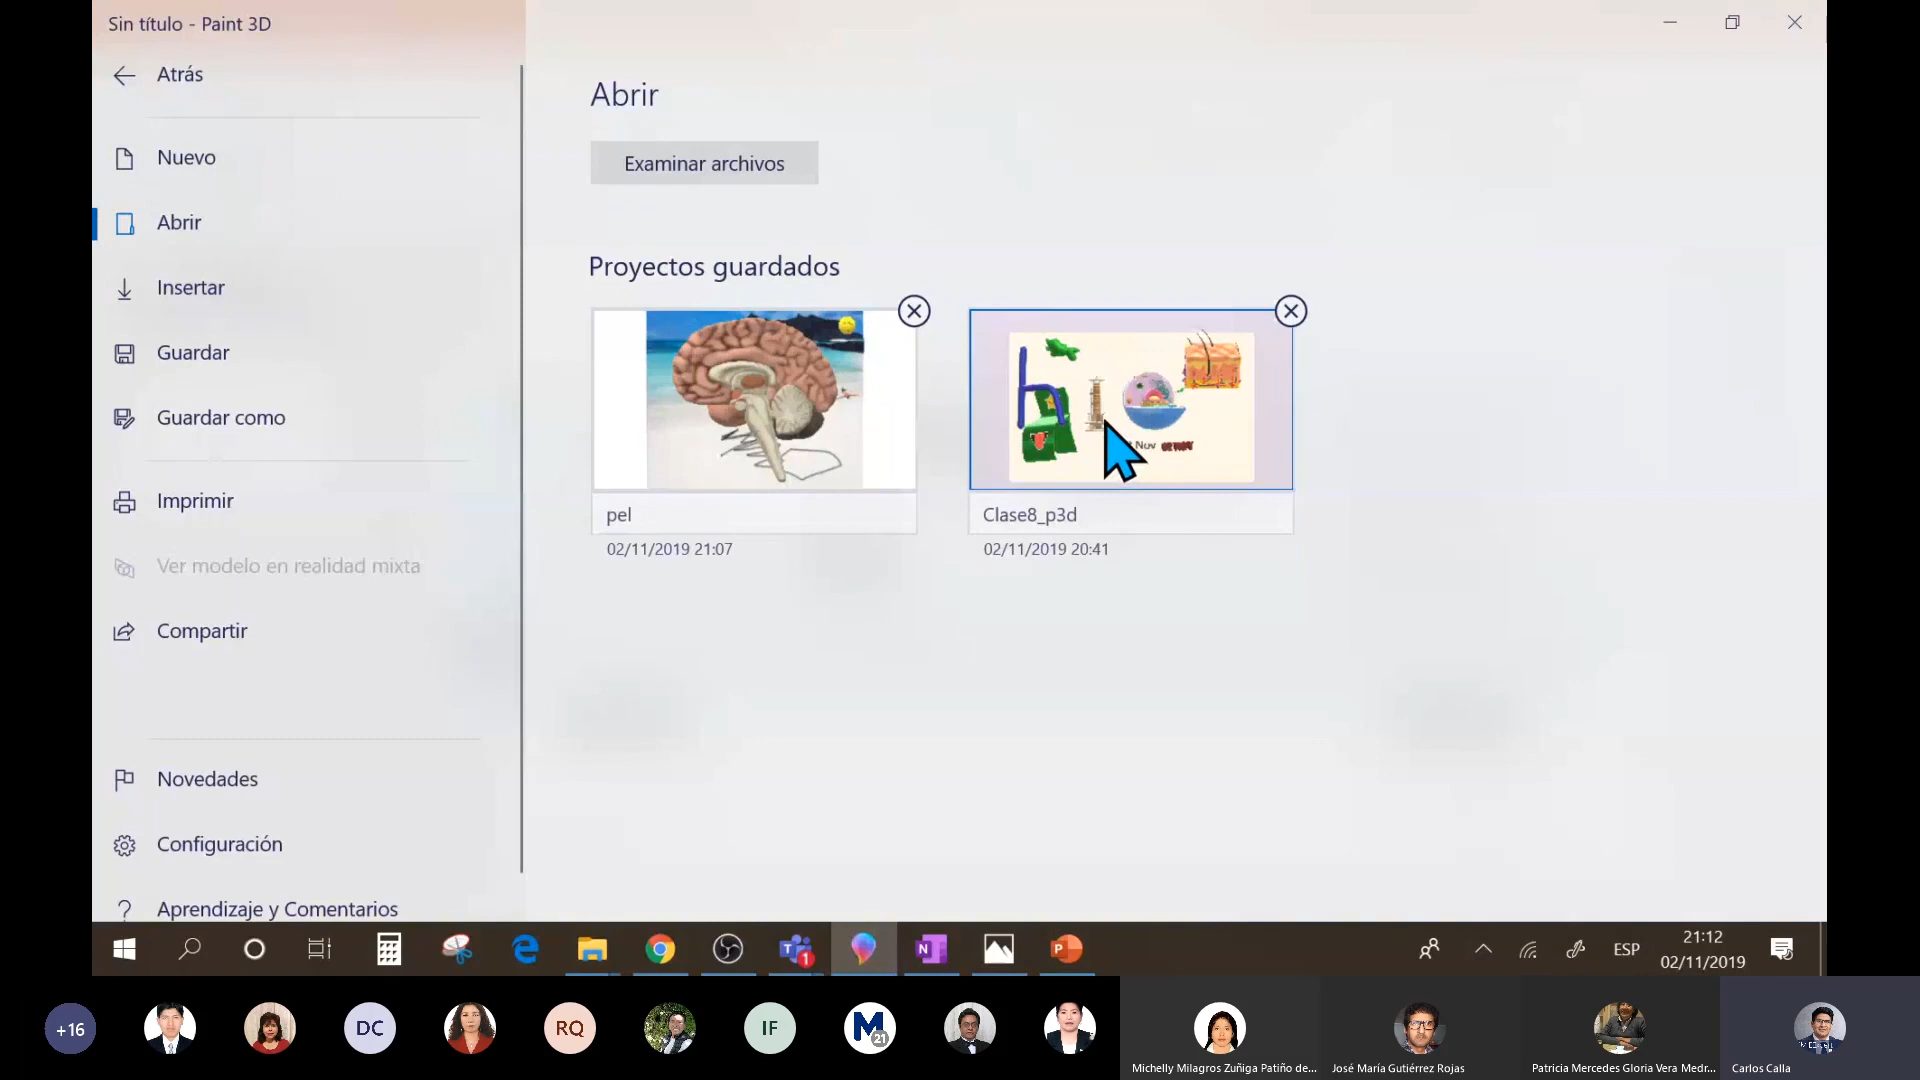 Sin título - Paint 3D
Atrás
Nuevo
Abrir
Insertar
Guardar
Guardar como
Imprimir
Ver modelo en realidad mixta
Compartir
Novedades
Configuración
Aprendizaje y Comentarios
Abrir
Examinar archivos
Proyectos guardados
Nov
pel
02/11/2019 21:07
Clase8_p3d
02/11/2019 20:41
ESP
21:12
02/11/2019
+16
DC
RQ
IF
M
21
Michelly Milagros Zuñiga Patiño de...
José María Gutiérrez Rojas
Patricia Mercedes Gloria Vera Medr...
Carlos Calla